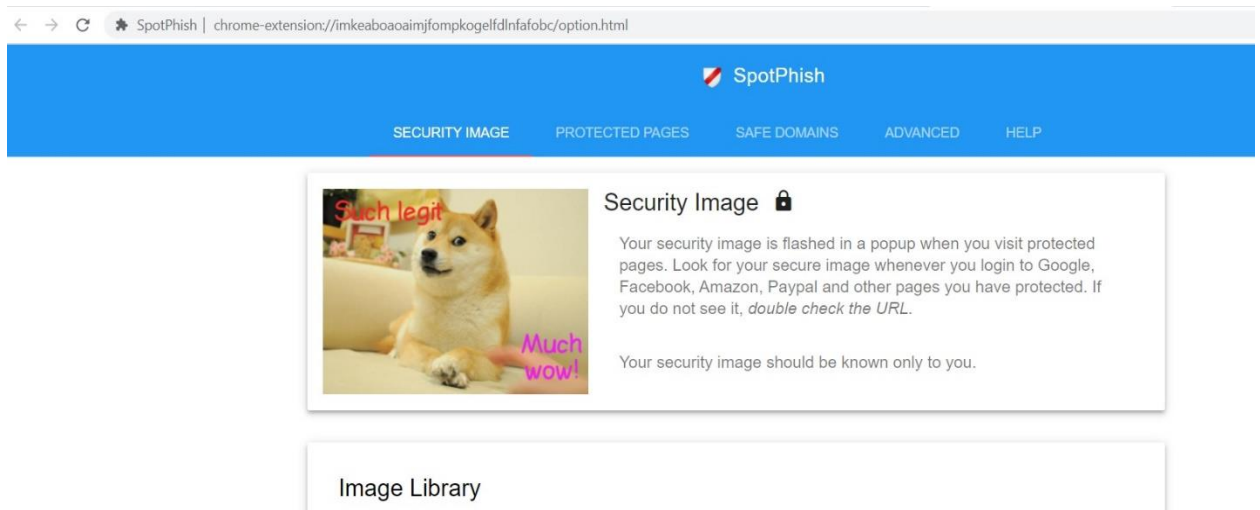 SpotPhish | chrome-extension://imkeaboaoaimjfompkogelfdlnfafobc/option.html
SpotPhish
SECURITY IMAGE PROTECTED PAGES SAFE DOMAINS ADVANCED HELP
Such legit
Much
wow!
Security Image
Your security image is flashed in a popup when you visit protected
pages. Look for your secure image whenever you login to Google,
Facebook, Amazon, Paypal and other pages you have protected. If
you do not see it, double check the URL.
Your security image should be known only to you.
Image Library